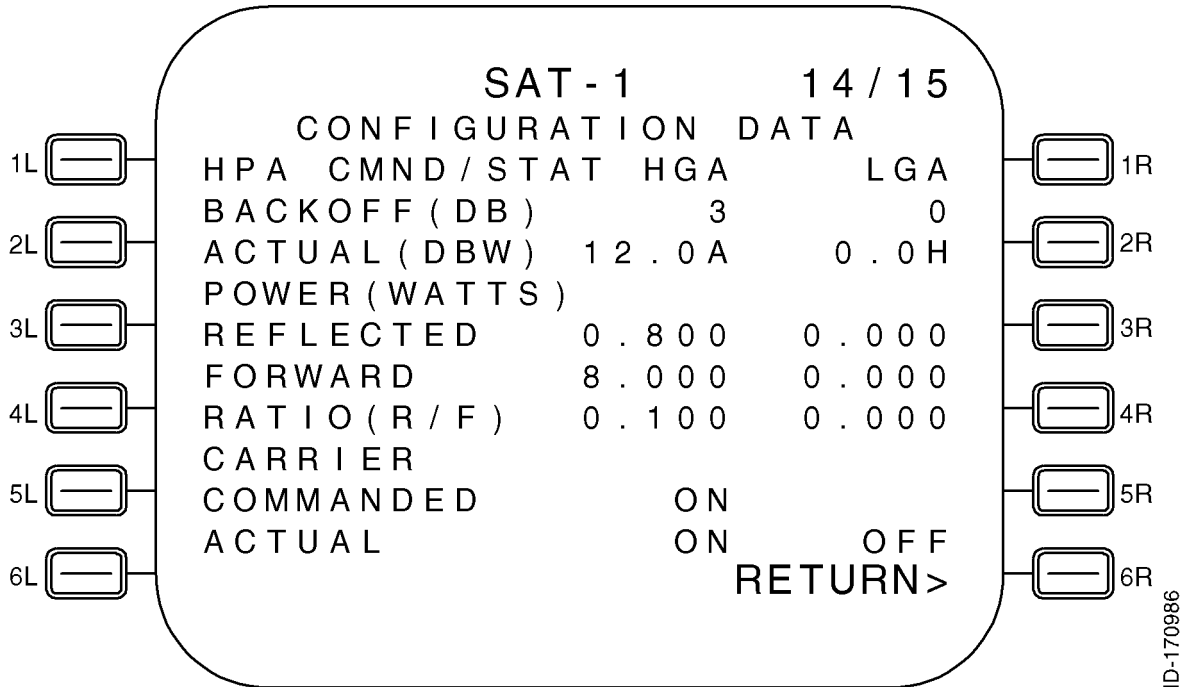 SAT-1 14/15
CONFIGURATION DATA
1L 1R
HPA CMND/STAT HGA LGA
BACKOFF(DB) 3 0
2L 2R
ACTUAL(DBW) 12.0A 0.0H
POWER(WATTS)
3L 3R
REFLECTED 0.800 0.000
FORWARD 8.000 0.000
4L 4R
RATIO(R/F) 0.100 0.000
CARRIER
5L 5R
COMMANDED ON
ACTUAL ON OFF
6L RETURN> 6R
ID-170986